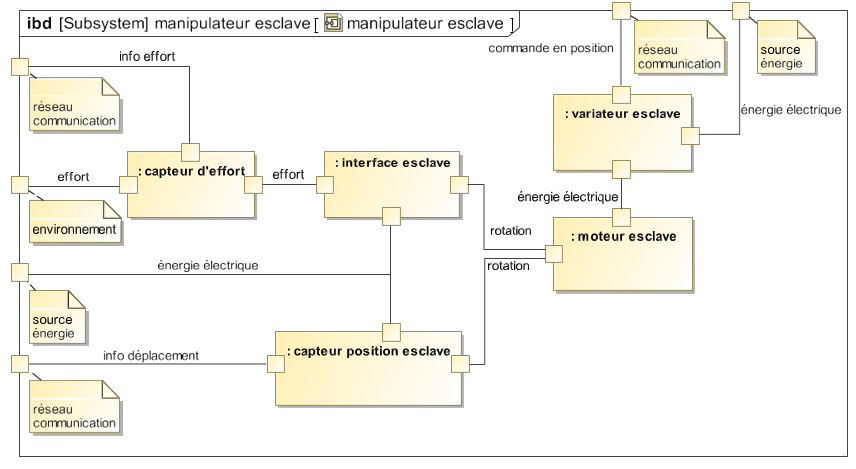 ibd [Subsystem] manipulateur esclave [ manipulateur esclave ]
info effort
réseau
communication
commande en position
réseau
communication
source
énergie
: variateur esclave
énergie électrique
: capteur d'effort
: interface esclave
effort
effort
environnement
énergie électrique
: moteur esclave
rotation
rotation
énergie électrique
source
énergie
info déplacement
: capteur position esclave
réseau
communication